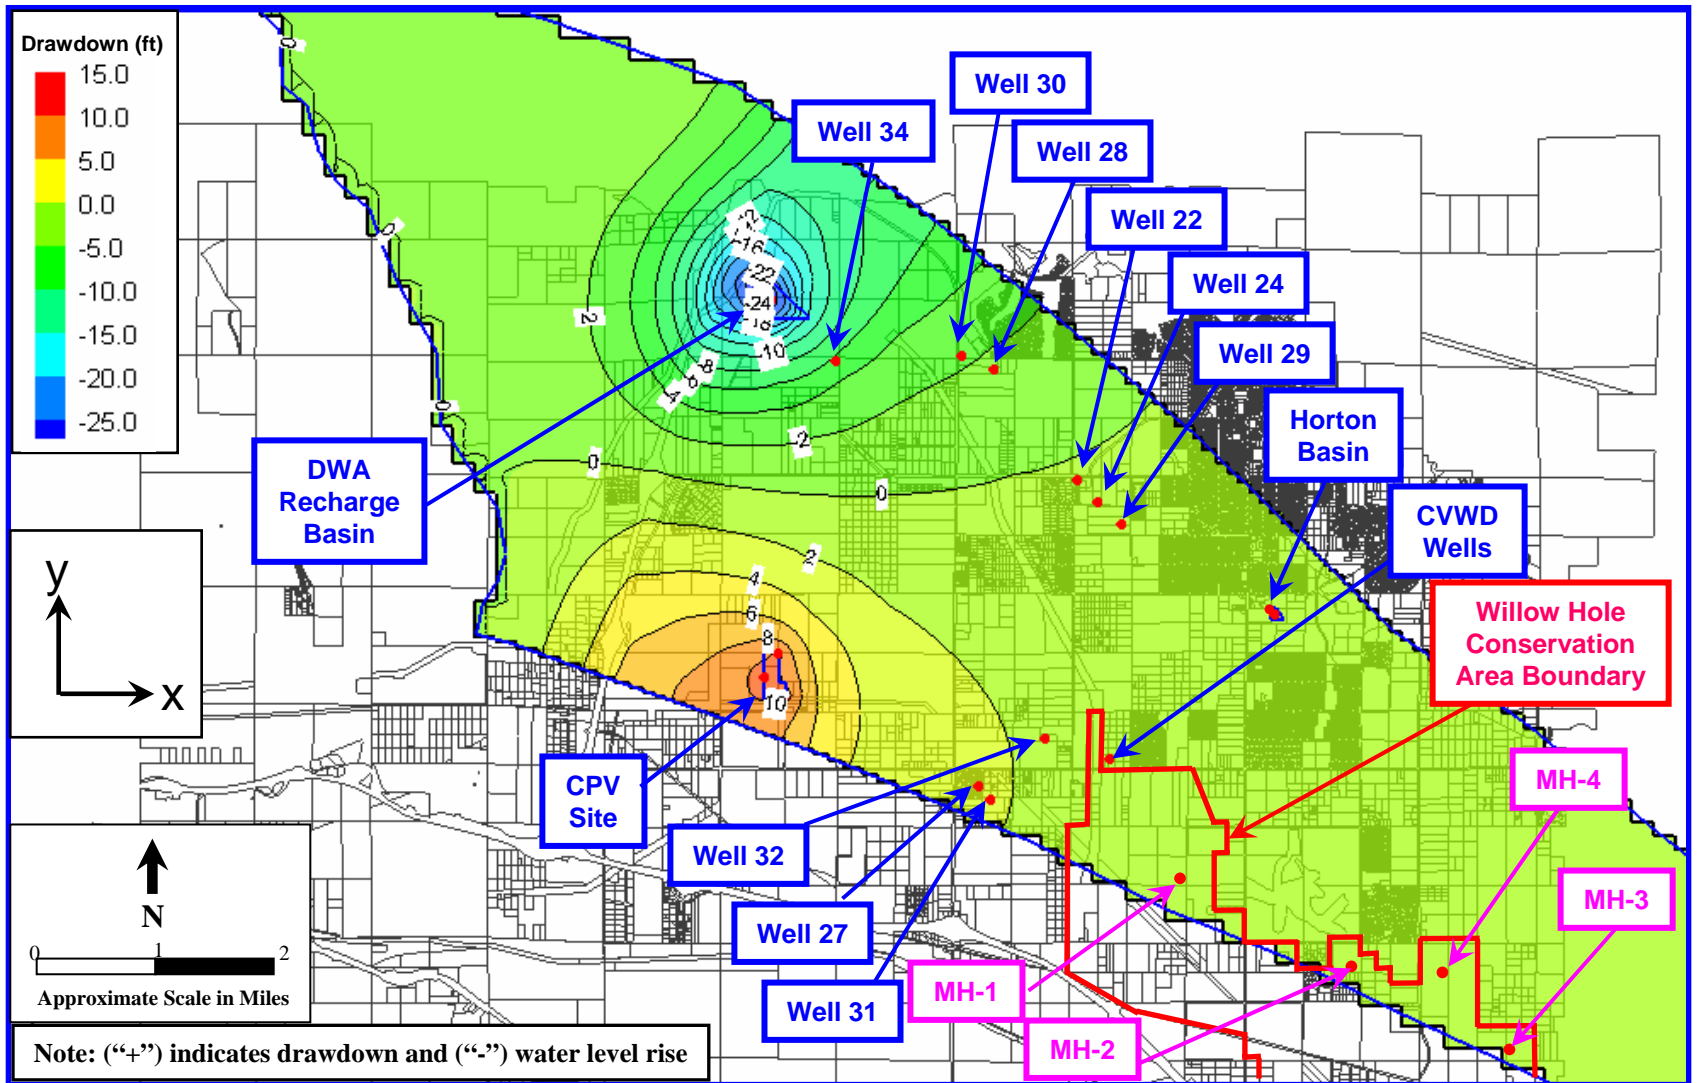 Drawdown (ft)
15.0
10.0
5.0
0.0
-5.0
-10.0
-15.0
-20.0
-25.0
Well 30
Well 34
Well 28
Well 22
Well 24
Well 29
Horton
Basin
CVWD
Wells
Willow Hole
Conservation
Area Boundary
DWA
Recharge
Basin
0
0
0
-16
-22
-24
-10
-8
-2
0
0
2
4
6
8
10
y
x
CPV
Site
Well 32
Well 27
Well 31
MH-4
MH-3
MH-1
MH-2
N
0
1
2
Approximate Scale in Miles
Note: (“+”) indicates drawdown and (“-”) water level rise